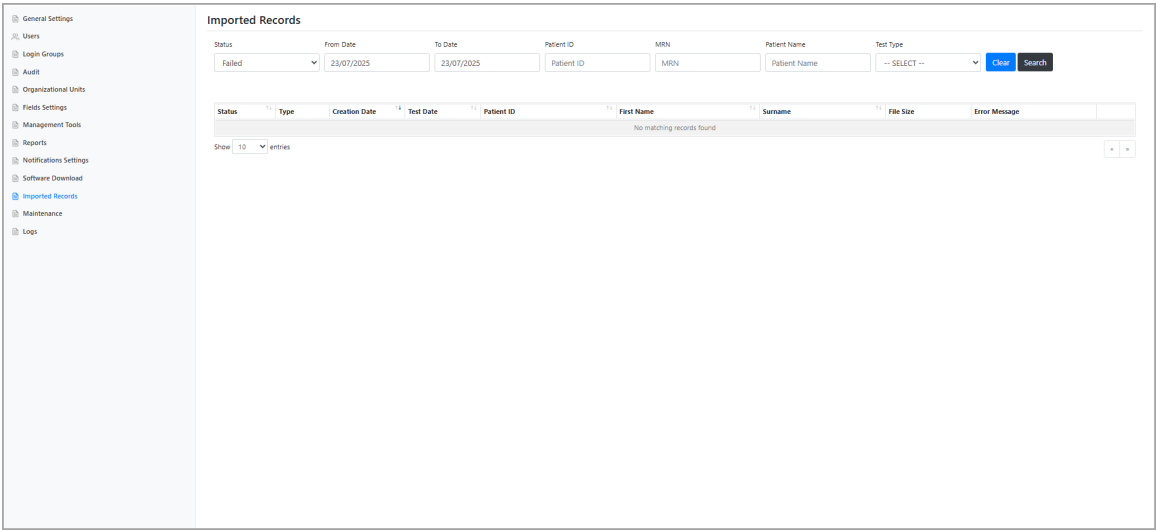 General Settings
Users
Login Groups
Audit
Organizational Units
Fields Settings
Management Tools
Reports
Notifications Settings
Software Download
Imported Records
Maintenance
Logs
Imported Records
Status From Date To Date Patient ID MRN Patient Name Test Type
Failed 23/07/2025 23/07/2025 Patient ID MRN Patient Name -- SELECT -- Clear Search
Status Type Creation Date Test Date Patient ID First Name Surname File Size Error Message
No matching records found
Show 10 entries
« »